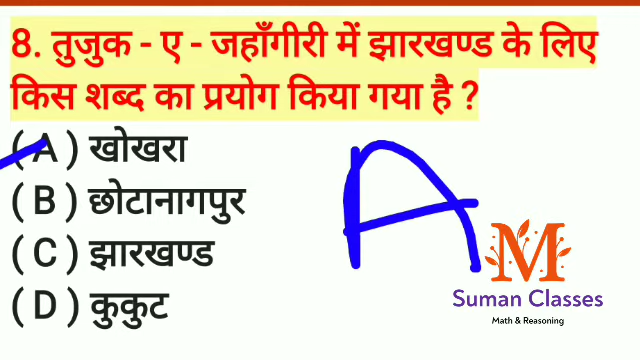 8. तुजुक - ए - जहाँगीरी में झारखण्ड के लिए
किस शब्द का प्रयोग किया गया है ?
( A ) खोखरा
( B ) छोटानागपुर
( C ) झारखण्ड
( D ) कुकुट
A
M
Suman Classes
Math & Reasoning